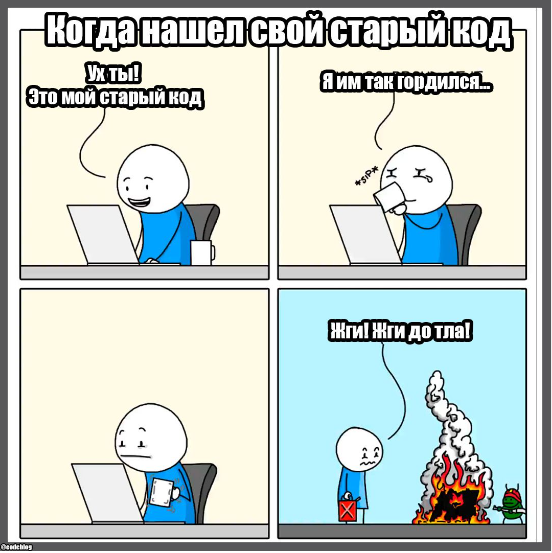 Когда нашел свой старый код
Ух ты!
Это мой старый код
Я им так гордился...
*SIP*
Жги! Жги до тла!
@codeblog